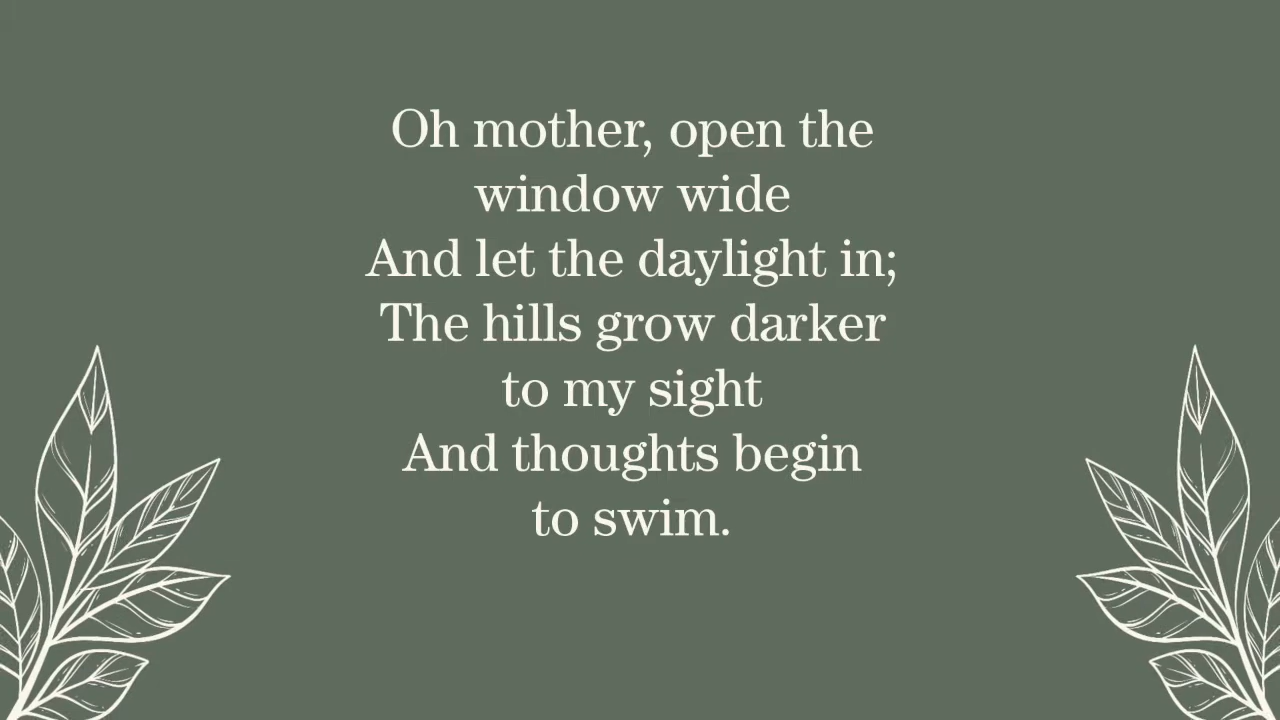 Oh mother, open the
window wide
And let the daylight in;
The hills grow darker
to my sight
And thoughts begin
to swim.